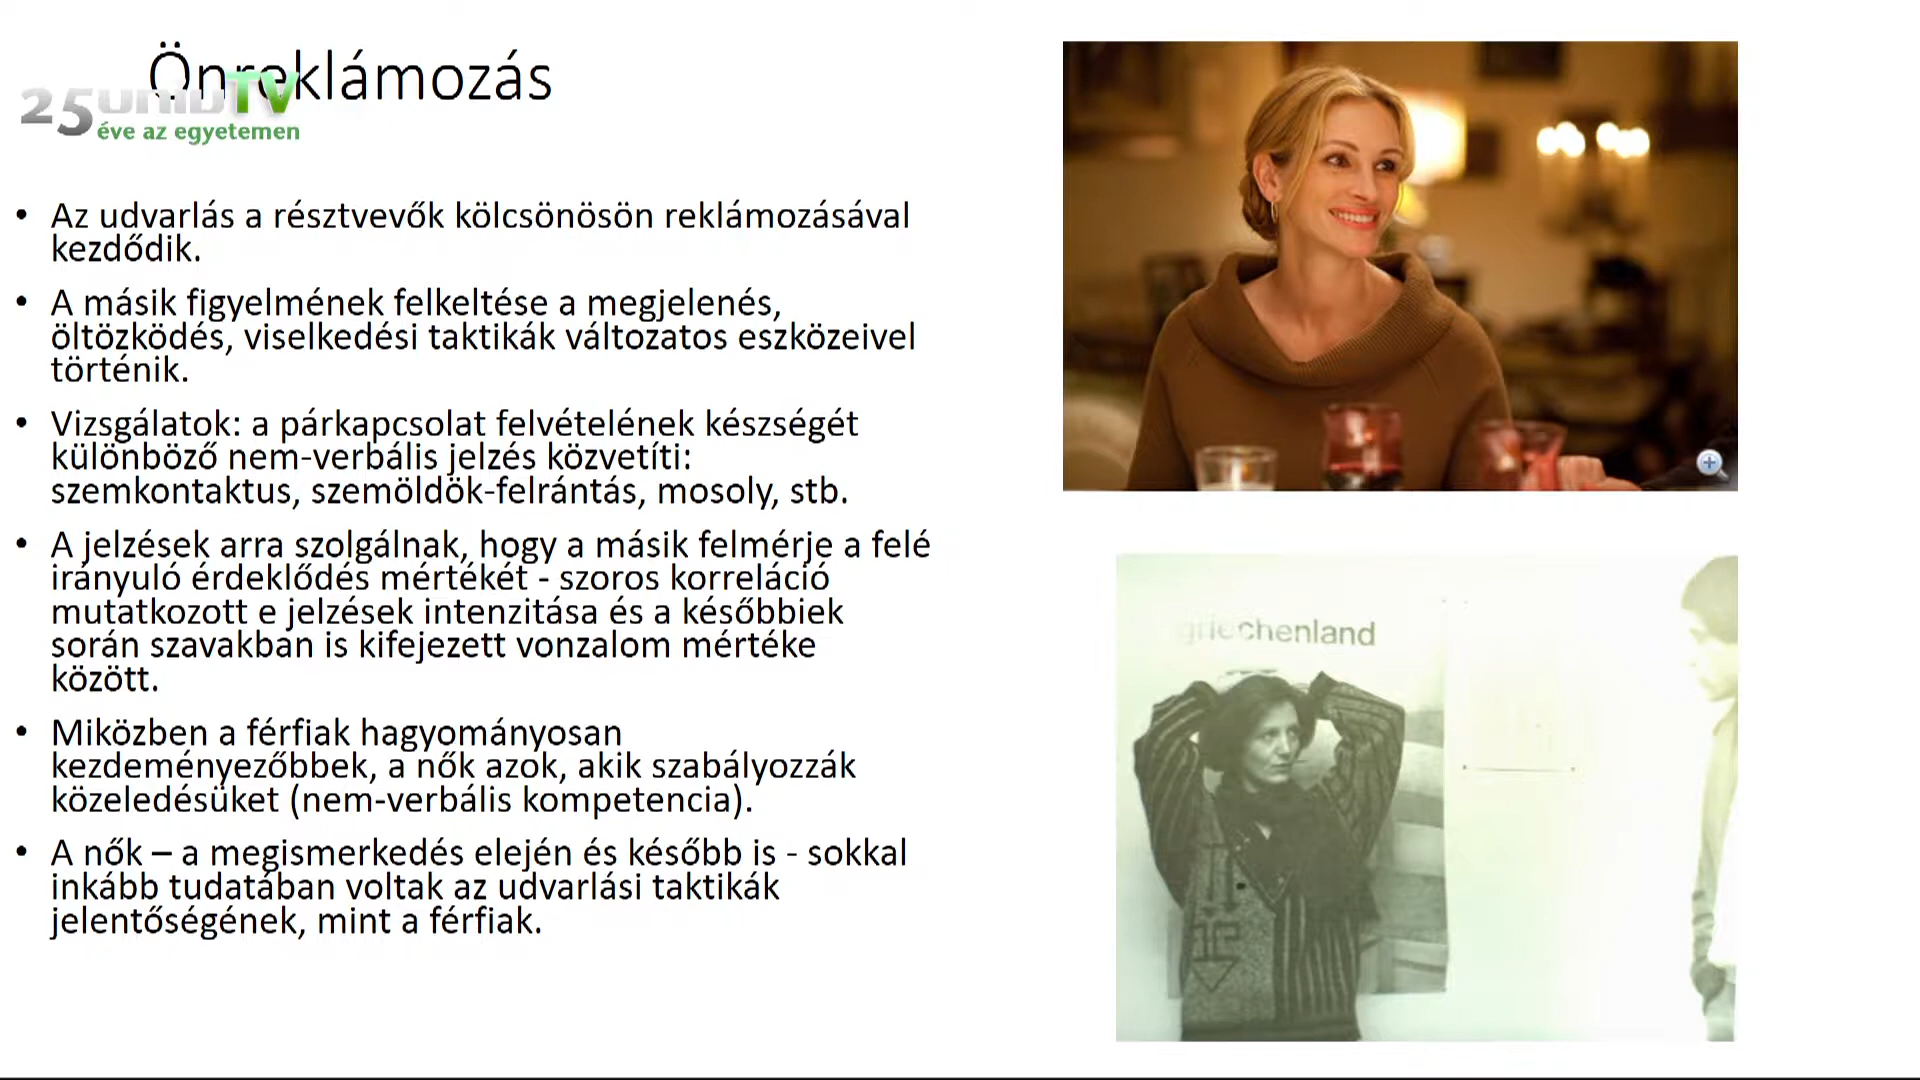 Önreklámozás
25 univTV
éve az egyetemen
• Az udvarlás a résztvevők kölcsönösön reklámozásával
kezdődik.
• A másik figyelmének felkeltése a megjelenés,
öltözködés, viselkedési taktikák változatos eszközeivel
történik.
• Vizsgálatok: a párkapcsolat felvételének készségét
különböző nem-verbális jelzés közvetíti:
szemkontaktus, szemöldök-felrántás, mosoly, stb.
• A jelzések arra szolgálnak, hogy a másik felmérje a felé
irányuló érdeklődés mértékét - szoros korreláció
mutatkozott e jelzések intenzitása és a későbbiek
során szavakban is kifejezett vonzalom mértéke
között.
• Miközben a férfiak hagyományosan
kezdeményezőbbek, a nők azok, akik szabályozzák
közeledésüket (nem-verbális kompetencia).
• A nők – a megismerkedés elején és később is - sokkal
inkább tudatában voltak az udvarlási taktikák
jelentőségének, mint a férfiak.
griechenland